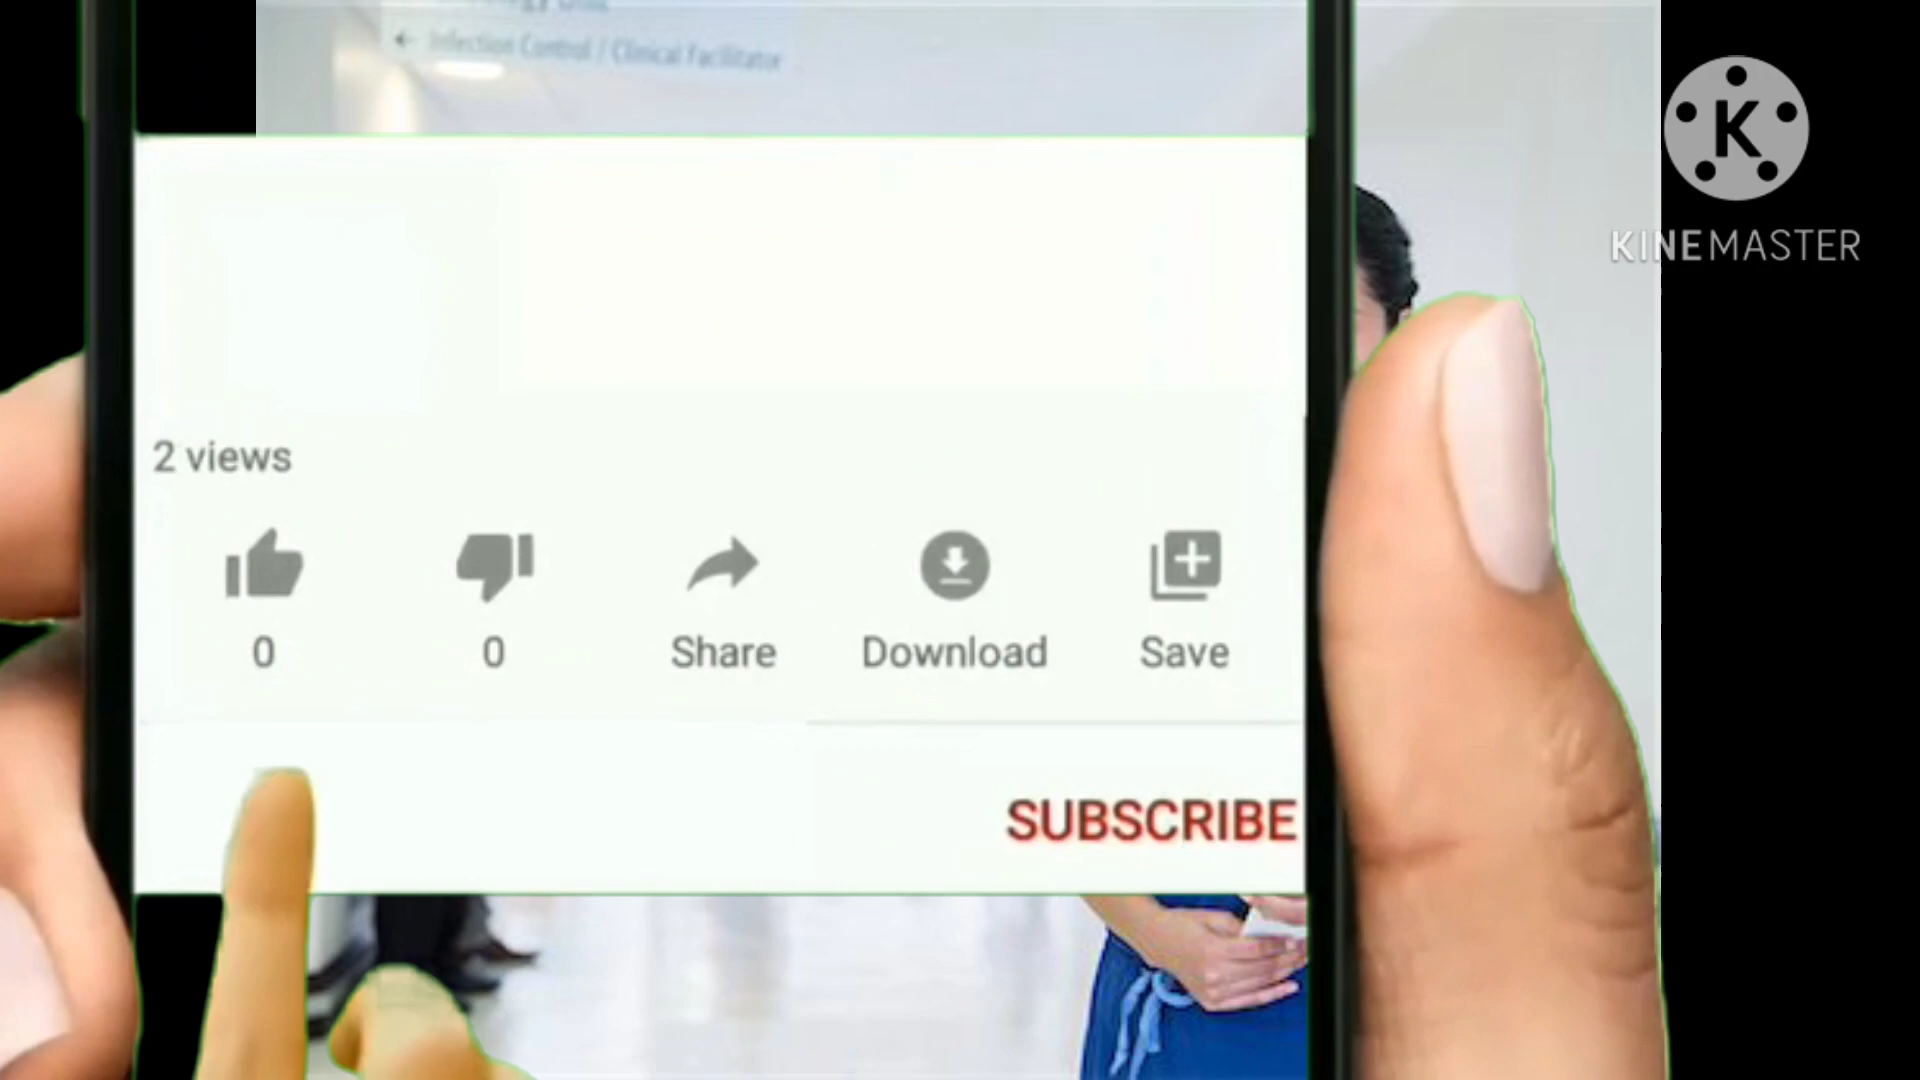 Infection Control / Clinical Facilitator
K
KINEMASTER
2 views
0
0
Share
Download
Save
SUBSCRIBE